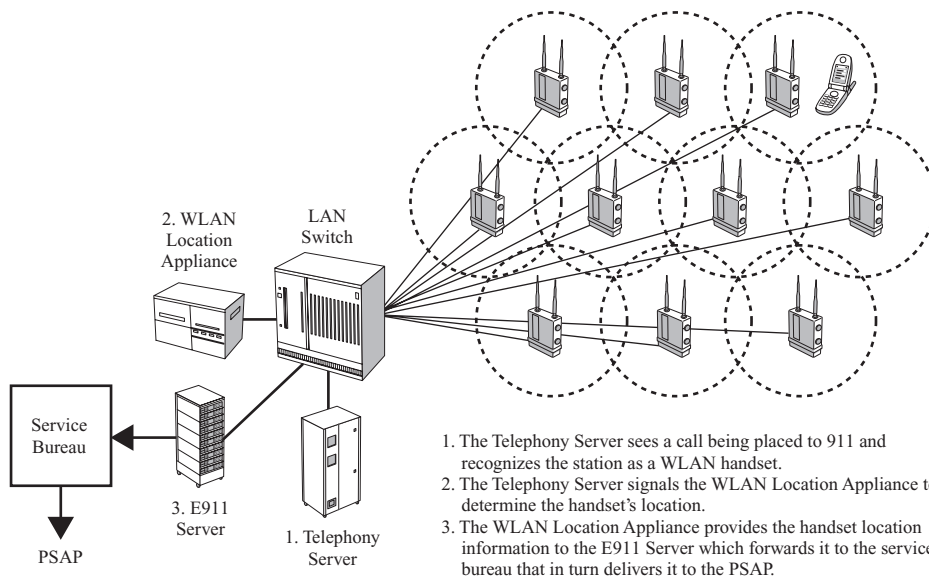 2. WLAN
Location
Appliance
LAN
Switch
Service
Bureau
PSAP
3. E911
Server
1. Telephony
Server
1. The Telephony Server sees a call being placed to 911 and
recognizes the station as a WLAN handset.
2. The Telephony Server signals the WLAN Location Appliance t
determine the handset's location.
3. The WLAN Location Appliance provides the handset location
information to the E911 Server which forwards it to the service
bureau that in turn delivers it to the PSAP.